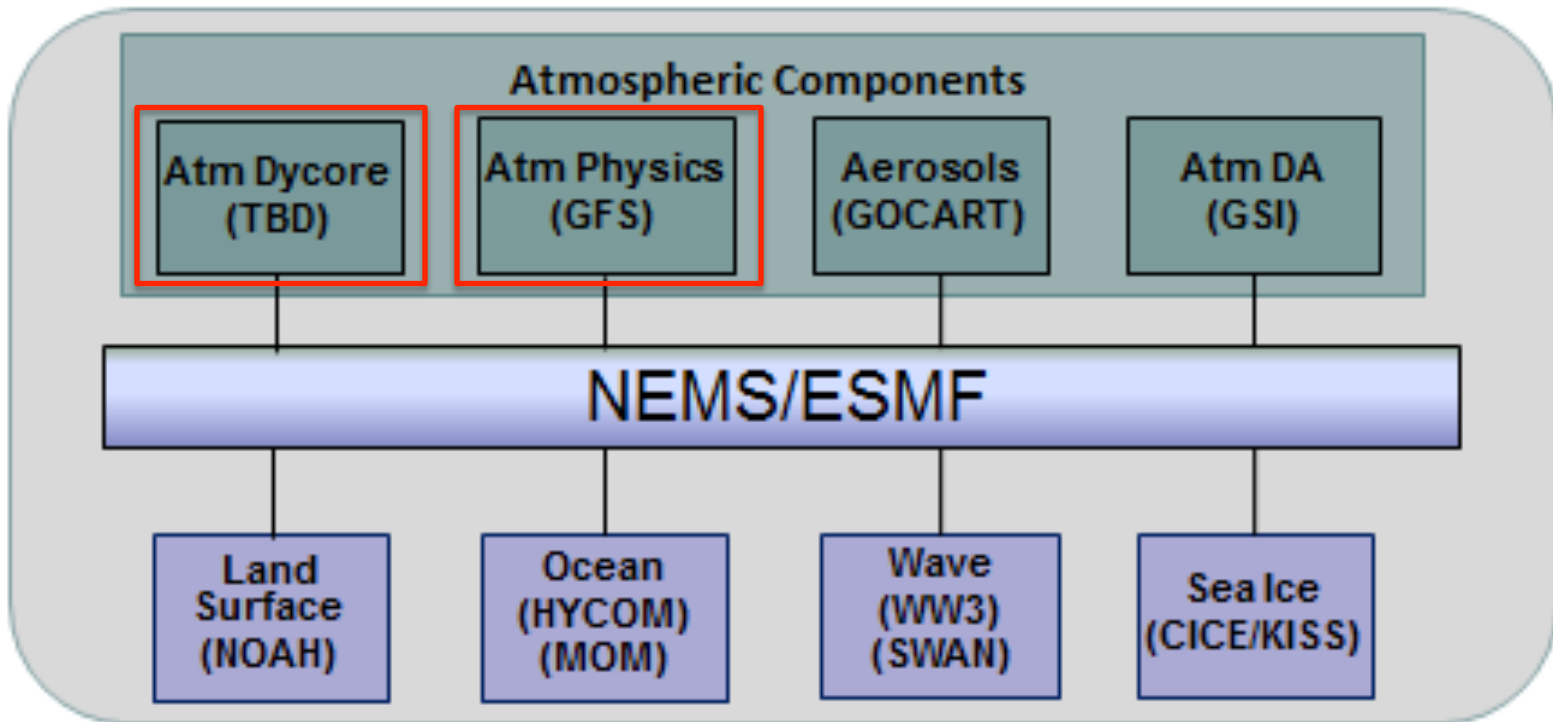 Atmospheric Components
Atm Dycore
(TBD)
Atm Physics
(GFS)
Aerosols
(GOCART)
Atm DA
(GSI)
NEMS/ESMF
Land
Surface
(NOAH)
Ocean
(HYCOM)
(MOM)
Wave
(WW3)
(SWAN)
Sea Ice
(CICE/KISS)